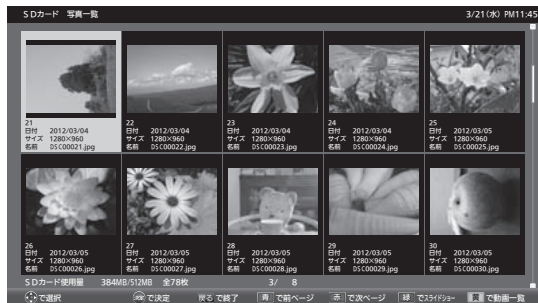 SDカード 写真一覧 3/21(水) PM11:45
21
日付 2012/03/04
サイズ 1280×960
名前 DSC00021.jpg
22
日付 2012/03/04
サイズ 1280×960
名前 DSC00022.jpg
23
日付 2012/03/04
サイズ 1280×960
名前 DSC00023.jpg
24
日付 2012/03/04
サイズ 1280×960
名前 DSC00024.jpg
25
日付 2012/03/05
サイズ 1280×960
名前 DSC00025.jpg
26
日付 2012/03/05
サイズ 1280×960
名前 DSC00026.jpg
27
日付 2012/03/05
サイズ 1280×960
名前 DSC00027.jpg
28
日付 2012/03/05
サイズ 1280×960
名前 DSC00028.jpg
29
日付 2012/03/05
サイズ 1280×960
名前 DSC00029.jpg
30
日付 2012/03/05
サイズ 1280×960
名前 DSC00030.jpg
SDカード使用量 384MB/512MB 全78枚 3/ 8
で選択 で決定 戻る で終了 青 で前ページ 赤 で次ページ 緑 でスライドショー 黄 で動画一覧